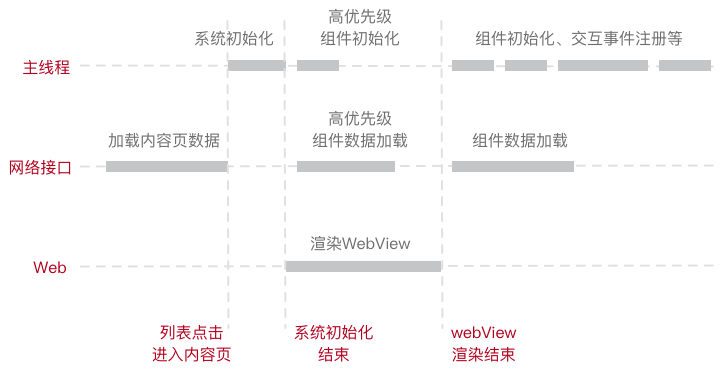 高优先级
系统初始化
组件初始化
组件初始化、交互事件注册等
主线程
高优先级
加载内容页数据
组件数据加载
组件数据加载
网络接口
渲染WebView
Web
列表点击
进入内容页
系统初始化
结束
webView
渲染结束